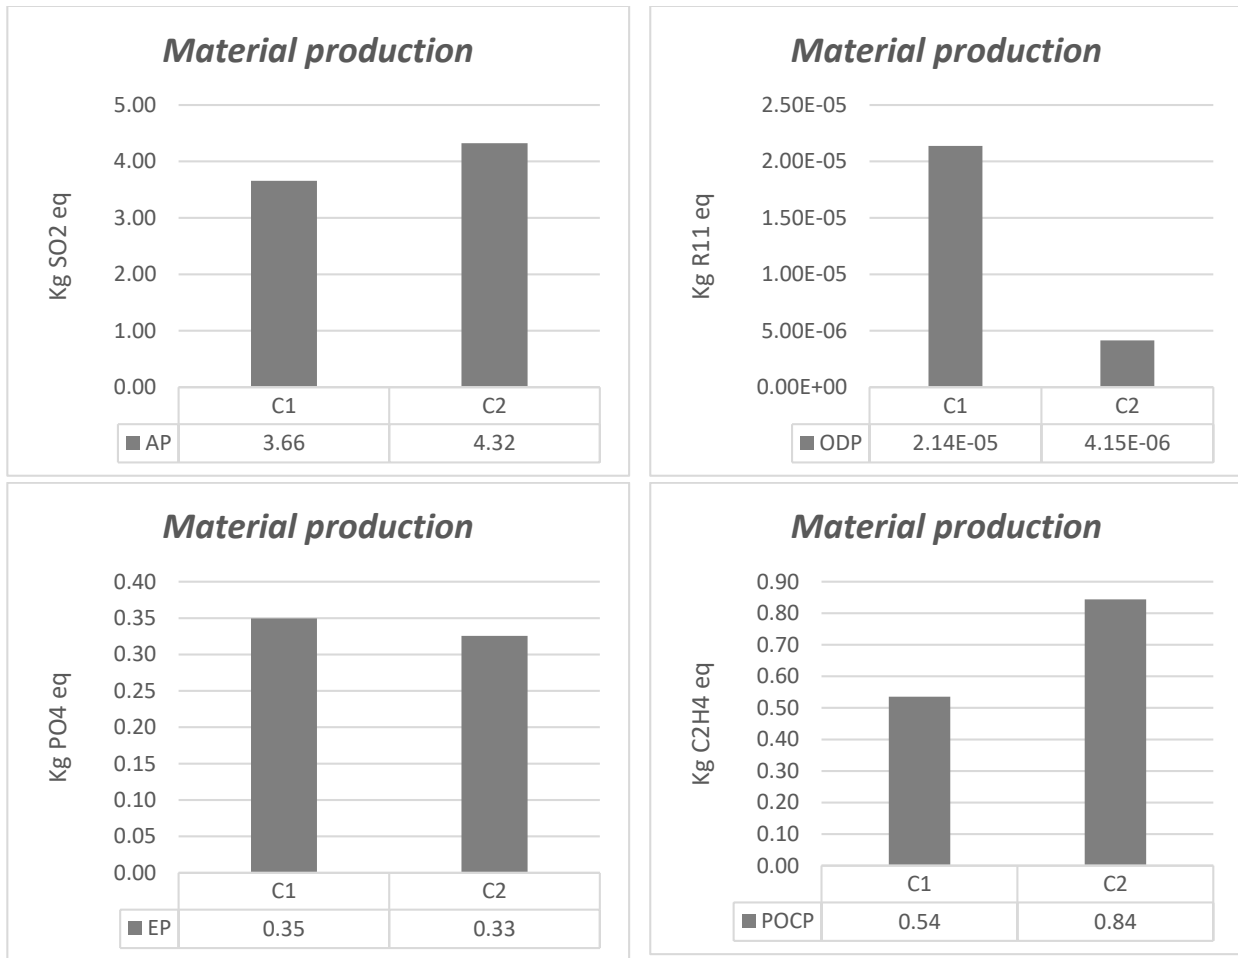 Material production
5.00
4.00
3.00
2.00
1.00
0.00
Kg SO2 eq
C1 C2
AP 3.66 4.32
Material production
2.50E-05
2.00E-05
1.50E-05
1.00E-05
5.00E-06
0.00E+00
Kg R11 eq
C1 C2
ODP 2.14E-05 4.15E-06
Material production
0.40
0.35
0.30
0.25
0.20
0.15
0.10
0.05
0.00
Kg PO4 eq
C1 C2
EP 0.35 0.33
Material production
0.90
0.80
0.70
0.60
0.50
0.40
0.30
0.20
0.10
0.00
Kg C2H4 eq
C1 C2
POCP 0.54 0.84